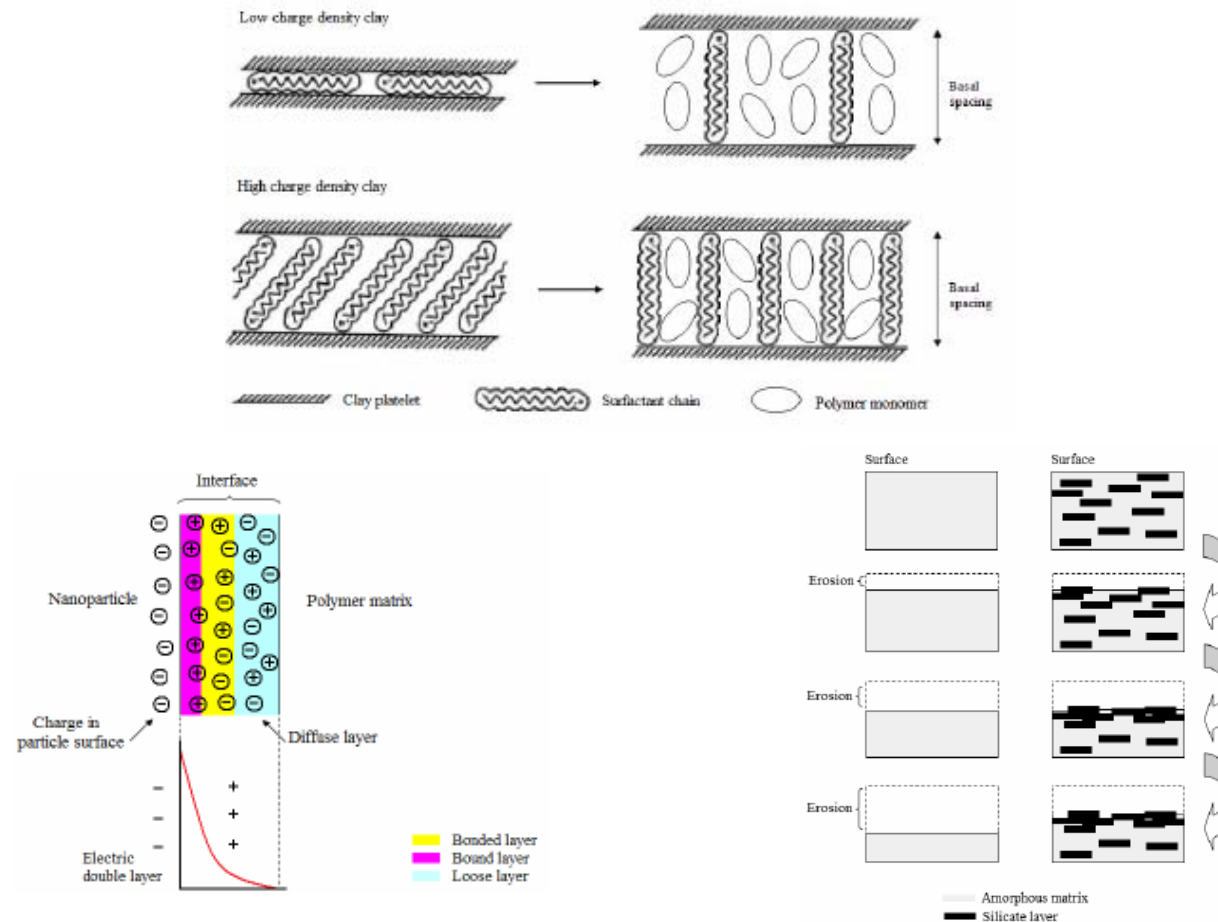 Low charge density clay
Basal
spacing
High charge density clay
Basal
spacing
Clay platelet
Surfactant chain
Polymer monomer
Interface
Nanoparticle
Polymer matrix
Charge in
particle surface
Diffuse layer
Electric
double layer
Bonded layer
Bound layer
Loose layer
Surface
Surface
Erosion
Erosion
Erosion
Amorphous matrix
Silicate layer